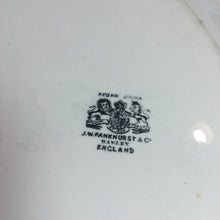 STONE CHINA
J.W. PANKHURST & Co
HANLEY
ENGLAND